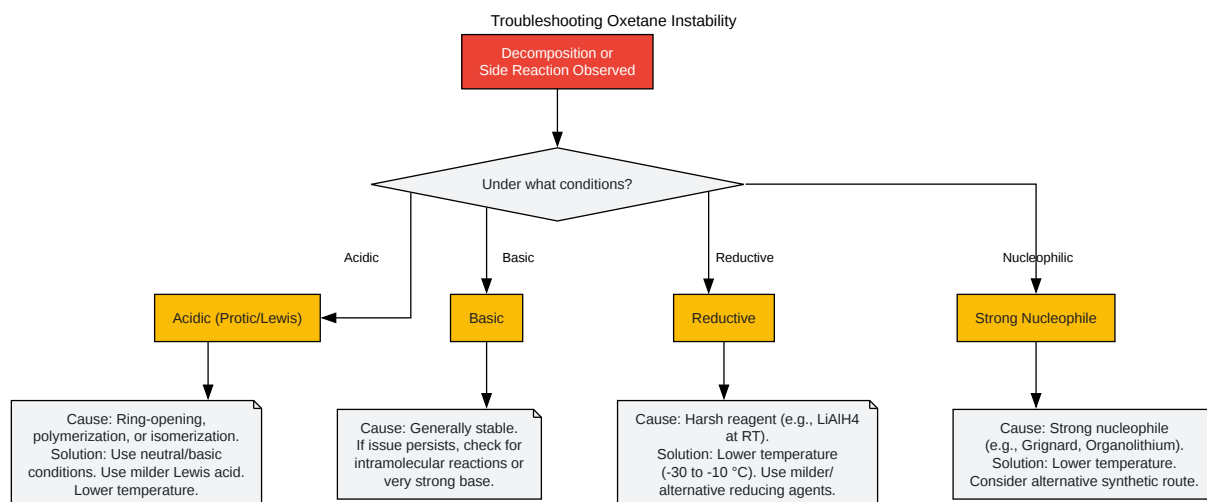 Troubleshooting Oxetane Instability
Decomposition or
Side Reaction Observed
Under what conditions?
Acidic
Basic
Reductive
Nucleophilic
Acidic (Protic/Lewis)
Basic
Reductive
Strong Nucleophile
Cause: Ring-opening,
polymerization, or isomerization.
Solution: Use neutral/basic
conditions. Use milder Lewis acid.
Lower temperature.
Cause: Generally stable.
If issue persists, check for
intramolecular reactions or
very strong base.
Cause: Harsh reagent (e.g., LiAlH4
at RT).
Solution: Lower temperature
(-30 to -10 °C). Use milder/
alternative reducing agents.
Cause: Strong nucleophile
(e.g., Grignard, Organolithium).
Solution: Lower temperature.
Consider alternative synthetic route.